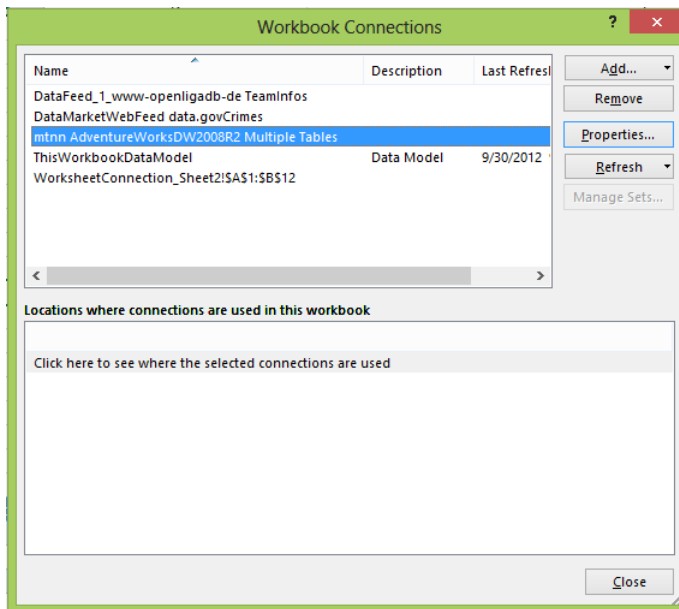 Workbook Connections
?
Name Description Last Refresl
DataFeed_1_www-openligadb-de TeamInfos
DataMarketWebFeed data.govCrimes
mtnn AdventureWorksDW2008R2 Multiple Tables
ThisWorkbookDataModel Data Model 9/30/2012
WorksheetConnection_Sheet2!$A$1:$B$12
Add...
Remove
Properties...
Refresh
Manage Sets...
Locations where connections are used in this workbook
Click here to see where the selected connections are used
Close